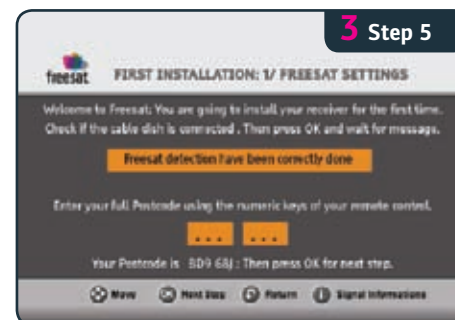 3 Step 5
freesat FIRST INSTALLATION: 1/ FREESAT SETTINGS
Welcome to Freesat: You are going to install your receiver for the first time.
Check if the cable dish is connected . Then press OK and wait for message.
Freesat detection have been correctly done
Enter your full Postcode using the numeric keys of your remote control.
... ...
Your Postcode is : Then press OK for next step.
Move Next Step Return Signal Informations